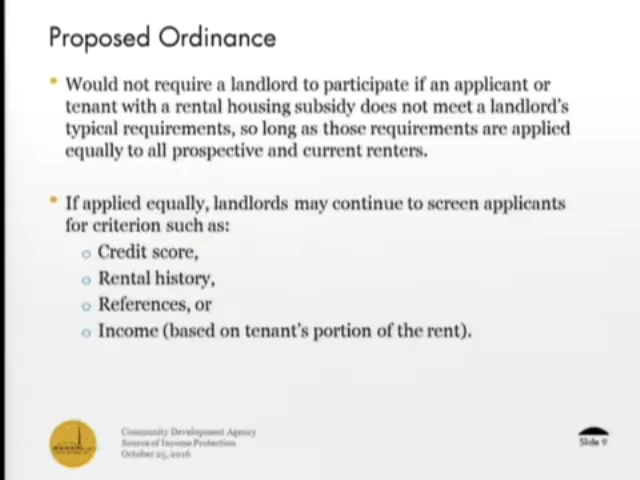 Proposed Ordinance
Would not require a landlord to participate if an applicant or
tenant with a rental housing subsidy does not meet a landlord's
typical requirements, so long as those requirements are applied
equally to all prospective and current renters.
If applied equally, landlords may continue to screen applicants
for criterion such as:
Credit score,
Rental history,
References, or
Income (based on tenant's portion of the rent).
Community Development Agency
Source of Income Protection
October 25, 2016
Slide 9